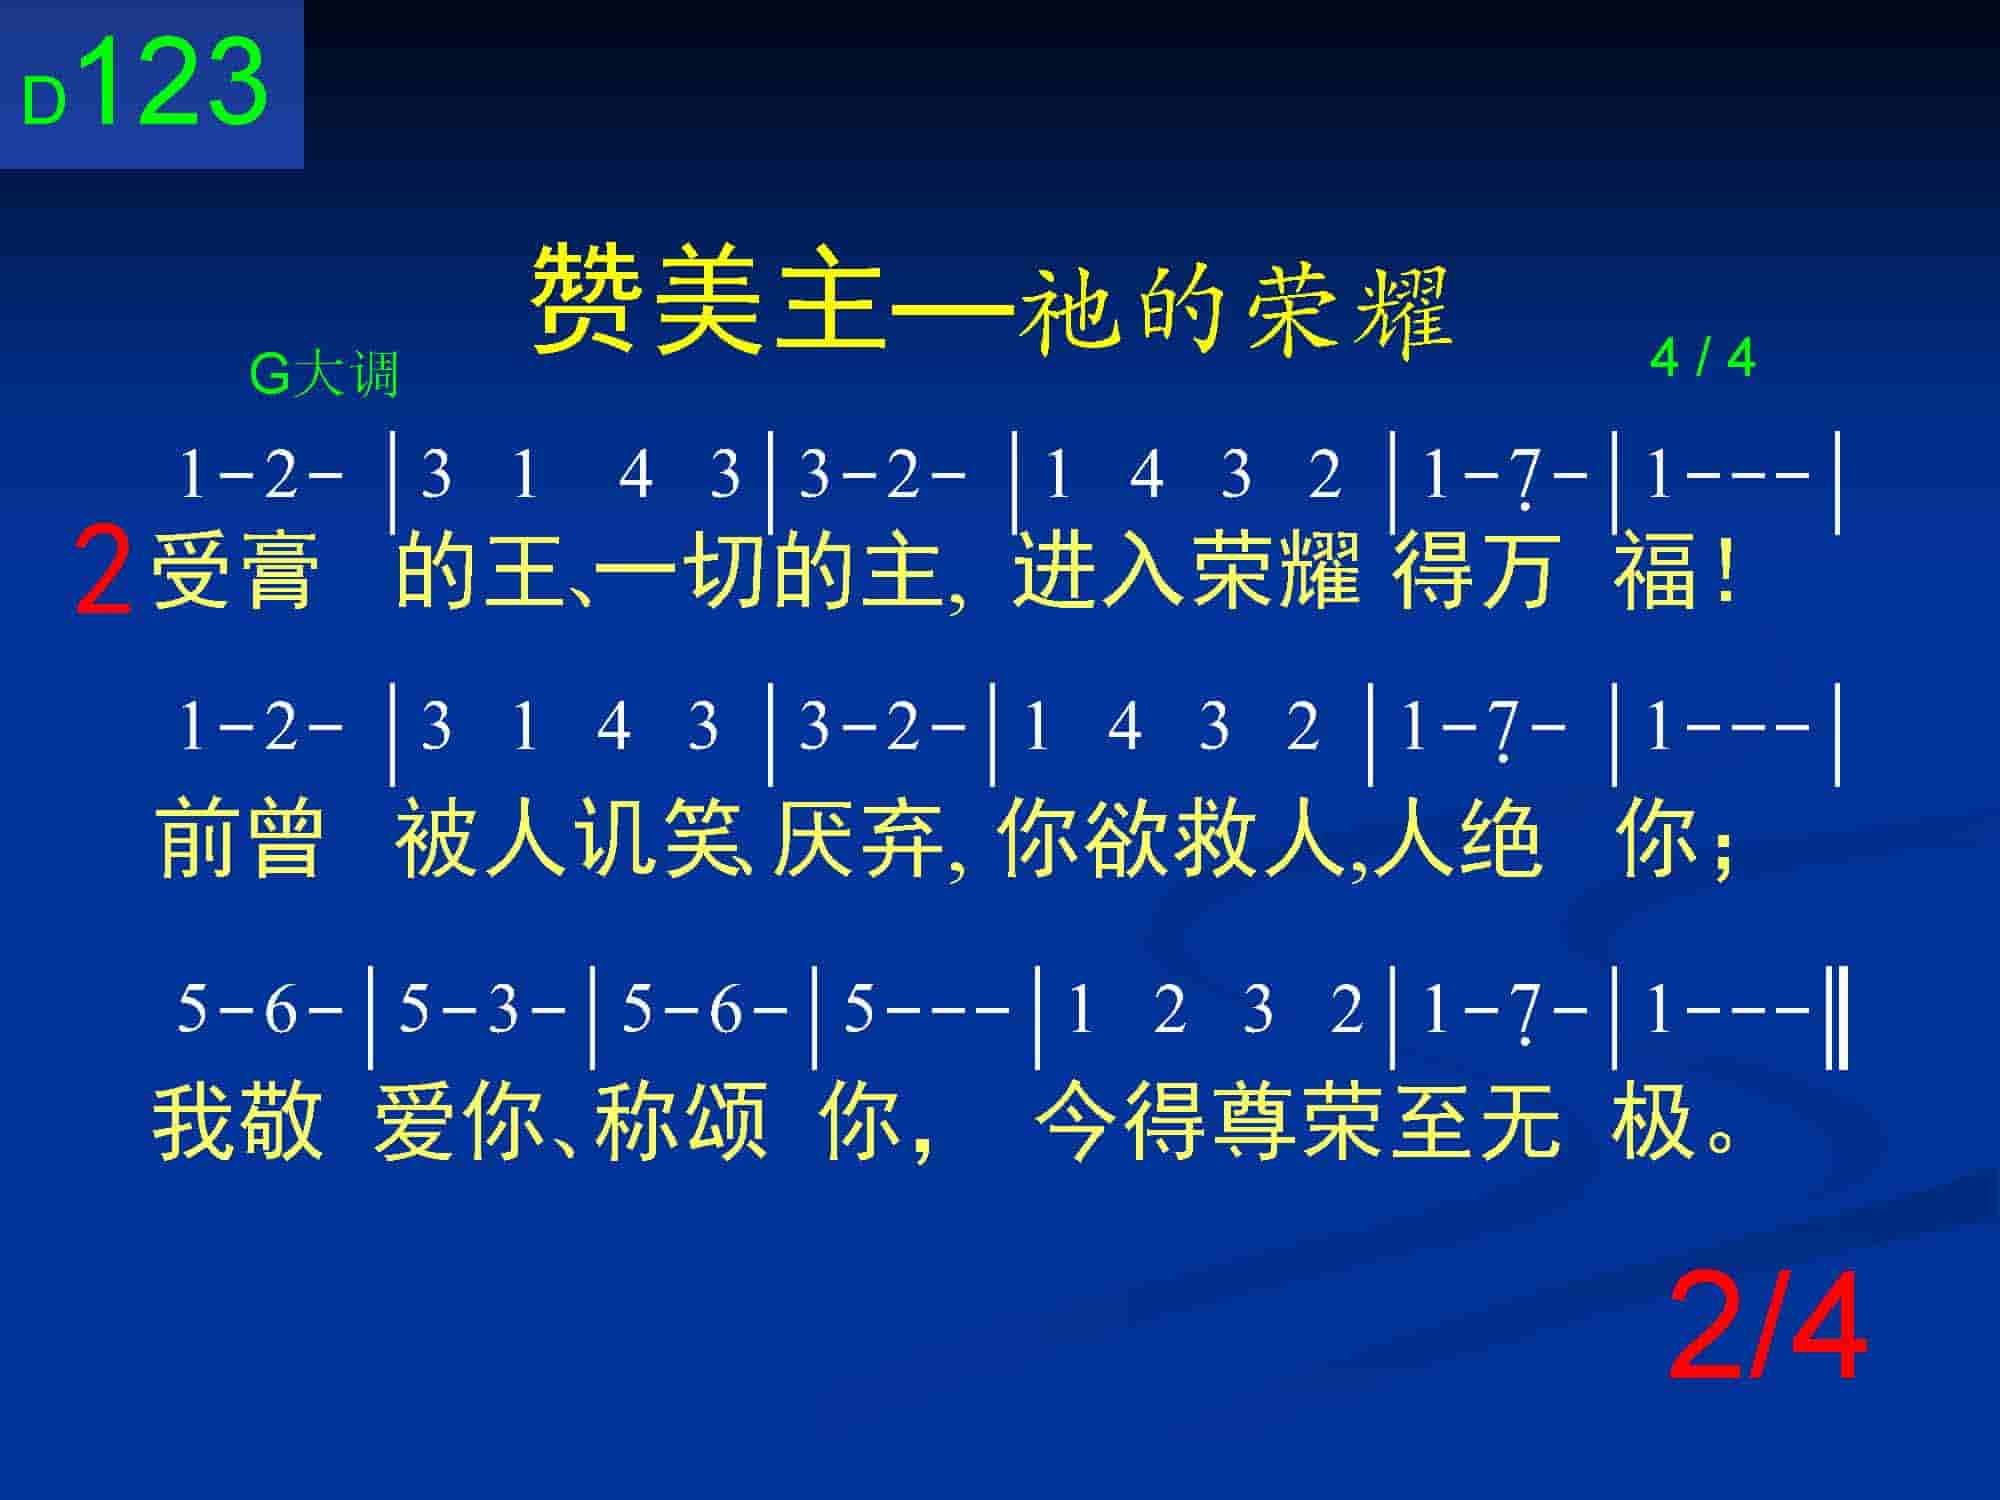 D123
赞美主—祂的荣耀
G大调 4 / 4
1-2- |3 1 4 3|3-2- |1 4 3 2|1-7̣-|1---|
2 受膏 的王、一切的主, 进入荣耀 得万 福!
1-2- |3 1 4 3 |3-2-|1 4 3 2 |1-7̣- |1---|
前曾 被人讥笑、厌弃, 你欲救人,人绝 你;
5-6-|5-3-|5-6-|5---|1 2 3 2|1-7̣-|1---‖
我敬 爱你、称颂 你, 今得尊荣至无 极。
2/4